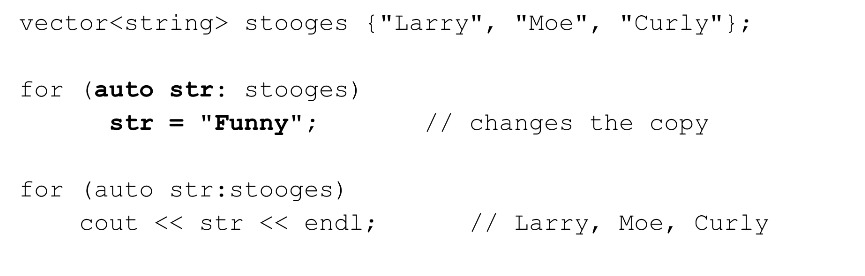 vector<string> stooges {"Larry", "Moe", "Curly"};
for (auto str: stooges)
str = "Funny"; // changes the copy
for (auto str:stooges)
cout << str << endl; // Larry, Moe, Curly